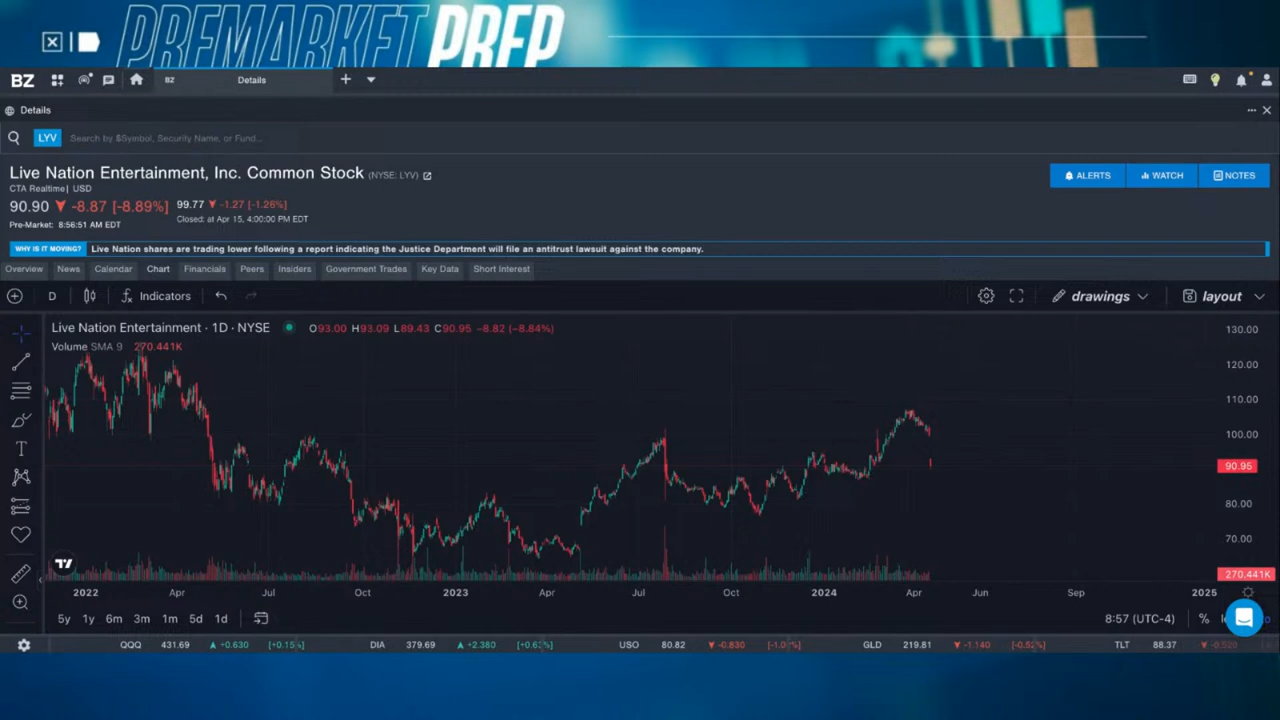 PREMARKET PREP
BZ
BZ Details
Details
LYV Search by $Symbol, Security Name, or Fund...
Live Nation Entertainment, Inc. Common Stock (NYSE: LYV)
ALERTS WATCH NOTES
CTA Realtime| USD
90.90 -8.87 [-8.89%] 99.77 -1.27 [-1.26%]
Pre-Market: 8:56:51 AM EDT Closed: at Apr 15, 4:00:00 PM EDT
WHY IS IT MOVING? Live Nation shares are trading lower following a report indicating the Justice Department will file an antitrust lawsuit against the company.
Overview News Calendar Chart Financials Peers Insiders Government Trades Key Data Short Interest
D Indicators drawings layout
Live Nation Entertainment · 1D · NYSE O93.00 H93.09 L89.43 C90.95 −8.82 (−8.84%)
Volume SMA 9 270.441K
130.00
120.00
110.00
100.00
90.95
80.00
70.00
270.441K
2022 Apr Jul Oct 2023 Apr Jul Oct 2024 Apr Jun Sep 2025
5y 1y 6m 3m 1m 5d 1d 8:57 (UTC-4) %
QQQ 431.69 +0.630 [+0.15%] DIA 379.69 +2.380 USO 80.82 -0.830 GLD 219.81 -1.140 TLT 88.37 -0.520